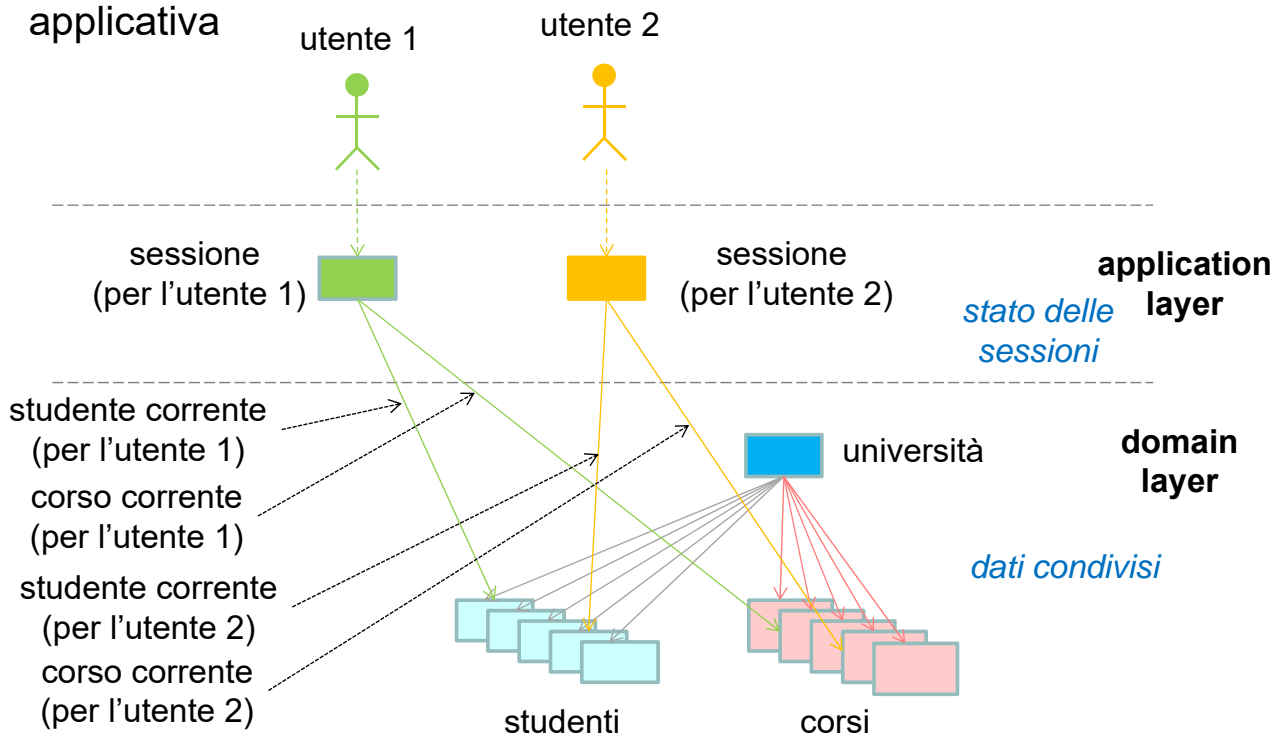 applicativa
utente 1
utente 2
sessione
(per l’utente 1)
sessione
(per l’utente 2)
application
layer
stato delle
sessioni
studente corrente
(per l’utente 1)
corso corrente
(per l’utente 1)
studente corrente
(per l’utente 2)
corso corrente
(per l’utente 2)
università
domain
layer
dati condivisi
studenti
corsi